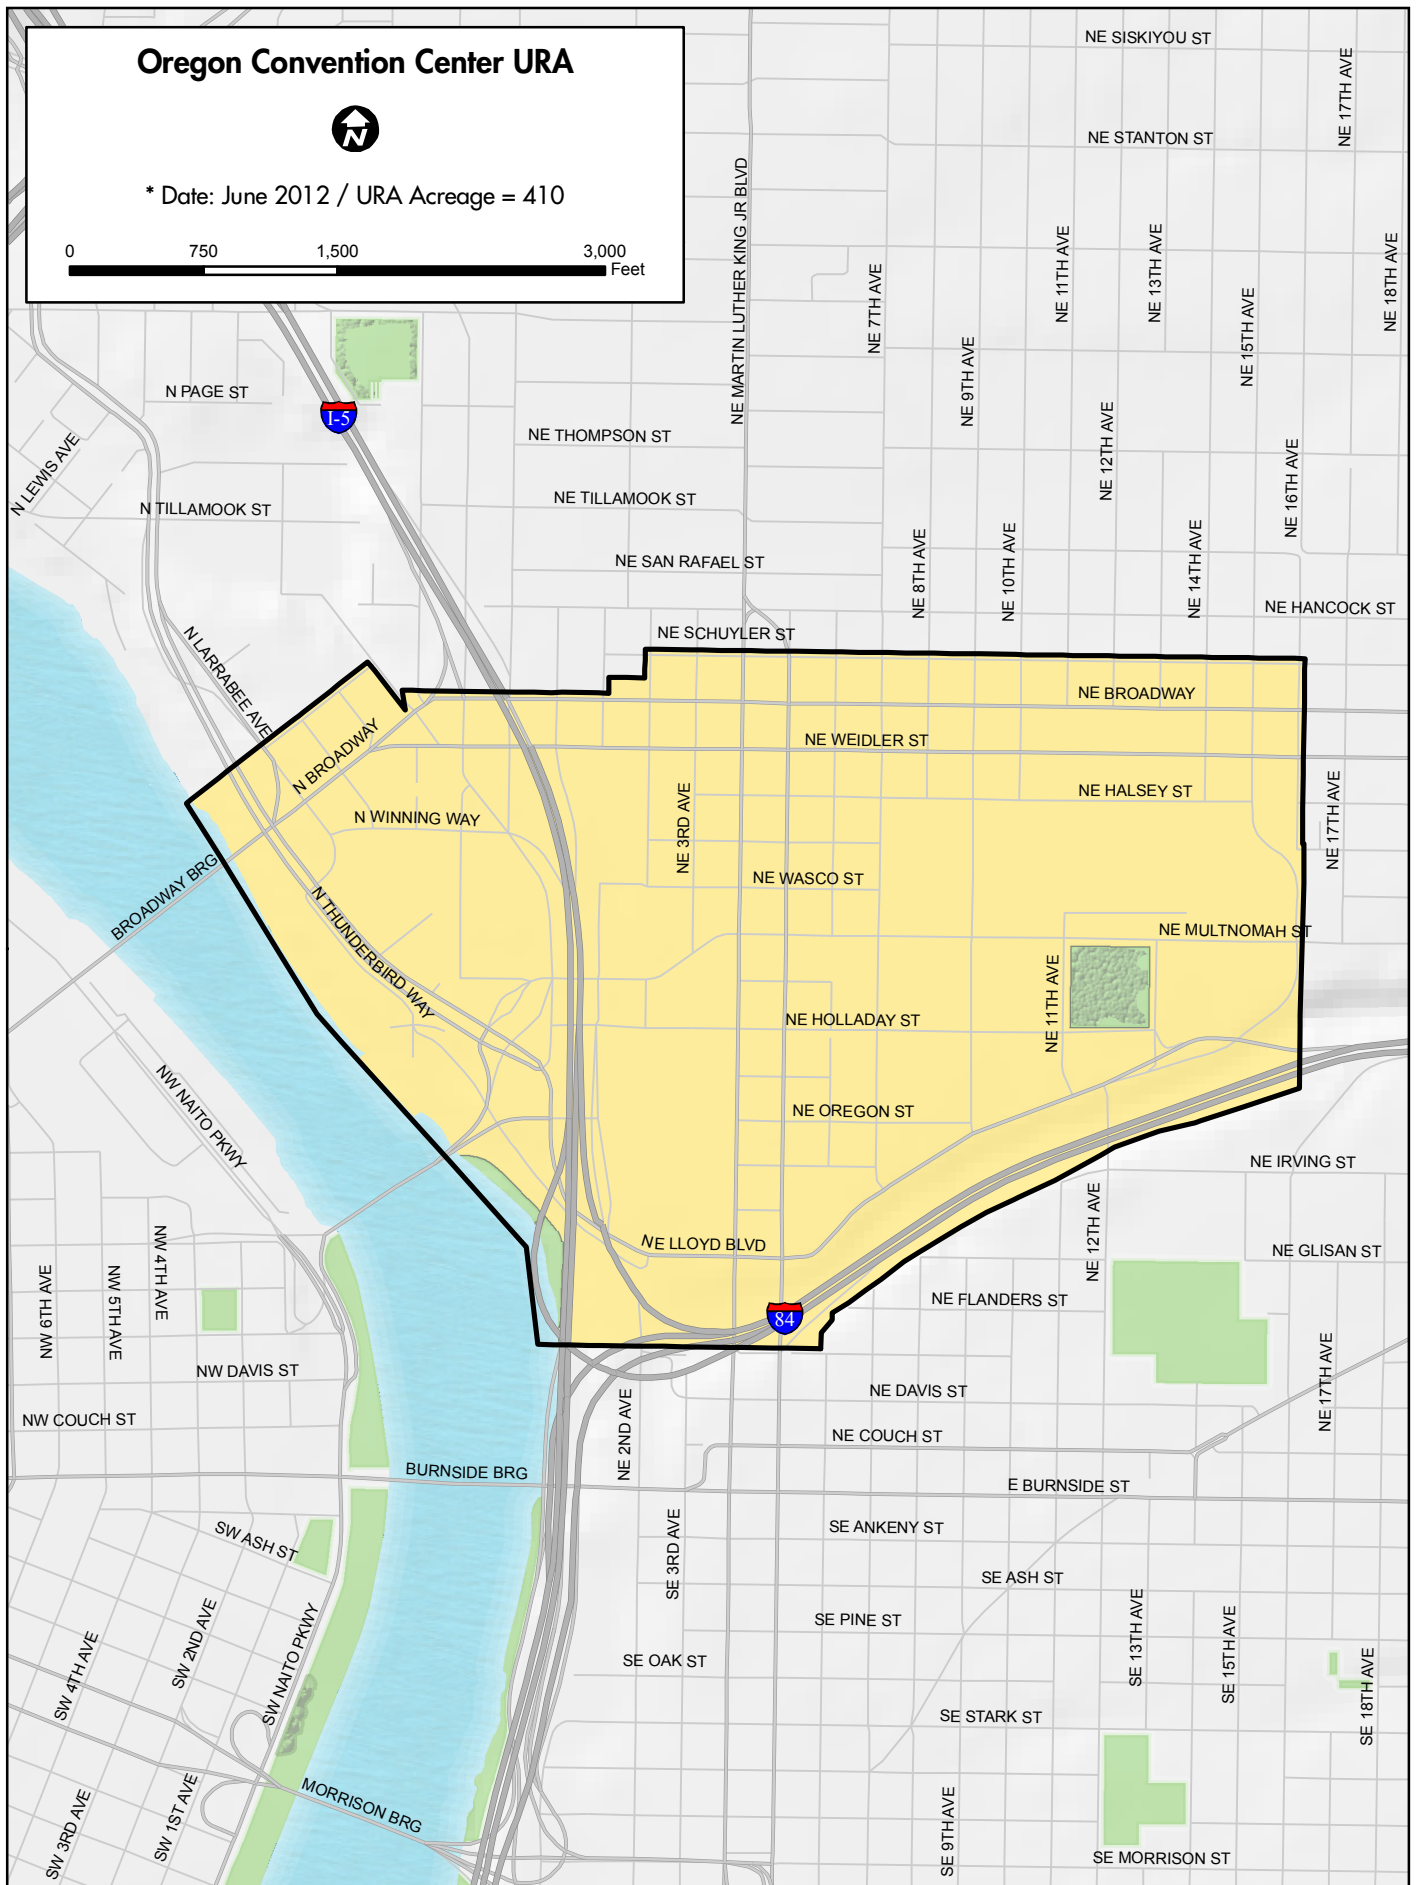 Oregon Convention Center URA
N
* Date: June 2012 / URA Acreage = 410
0 750 1,500 3,000
Feet
NE SISKIYOU ST
NE 17TH AVE
NE STANTON ST
NE MARTIN LUTHER KING JR BLVD
NE 7TH AVE
NE 11TH AVE
NE 13TH AVE
NE 18TH AVE
NE 15TH AVE
NE 9TH AVE
N PAGE ST
I-5
NE THOMPSON ST
NE 12TH AVE
N LEWIS AVE
NE 16TH AVE
N TILLAMOOK ST
NE TILLAMOOK ST
NE SAN RAFAEL ST
NE 8TH AVE
NE 10TH AVE
NE 14TH AVE
NE HANCOCK ST
NE SCHUYLER ST
N LARRABEE AVE
NE BROADWAY
N BROADWAY
NE WEIDLER ST
NE HALSEY ST
N WINNING WAY
NE 3RD AVE
NE 17TH AVE
NE WASCO ST
BROADWAY BRG
N THUNDERBIRD WAY
NE MULTNOMAH ST
NE 11TH AVE
NE HOLLADAY ST
NW NAITO PKWY
NE OREGON ST
NE IRVING ST
NE 12TH AVE
NW 4TH AVE
NE LLOYD BLVD
NE GLISAN ST
NW 6TH AVE
NW 5TH AVE
NE FLANDERS ST
84
NW DAVIS ST
NE DAVIS ST
NE 17TH AVE
NW COUCH ST
NE 2ND AVE
NE COUCH ST
BURNSIDE BRG
E BURNSIDE ST
SW ASH ST
SE 3RD AVE
SE ANKENY ST
SE ASH ST
SE PINE ST
SE 13TH AVE
SE 15TH AVE
SW 4TH AVE
SW 2ND AVE
SW NAITO PKWY
SE OAK ST
SE 18TH AVE
SE STARK ST
MORRISON BRG
SW 3RD AVE
SW 1ST AVE
SE 9TH AVE
SE MORRISON ST